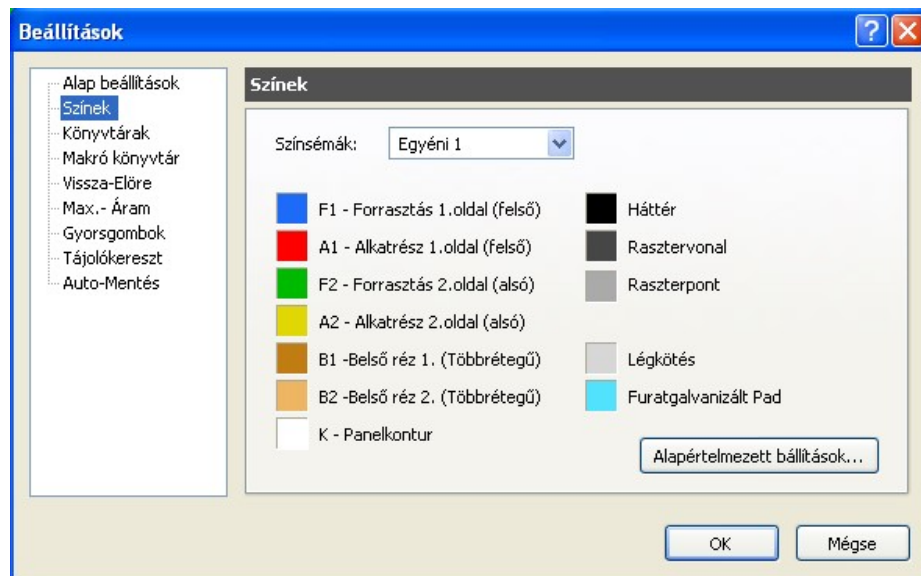 Beállítások
Alap beállítások
Színek
Könyvtárak
Makró könyvtár
Vissza-Elöre
Max.- Áram
Gyorsgombok
Tájolókereszt
Auto-Mentés
Színek
Színsémák: Egyéni 1
F1 - Forrasztás 1.oldal (felső) Háttér
A1 - Alkatrész 1.oldal (felső) Rasztervonal
F2 - Forrasztás 2.oldal (alsó) Raszterpont
A2 - Alkatrész 2.oldal (alsó)
B1 -Belső réz 1. (Többrétegű) Légkötés
B2 -Belső réz 2. (Többrétegű) Furatgalvanizált Pad
K - Panelkontur
Alapértelmezett bállítások...
OK Mégse